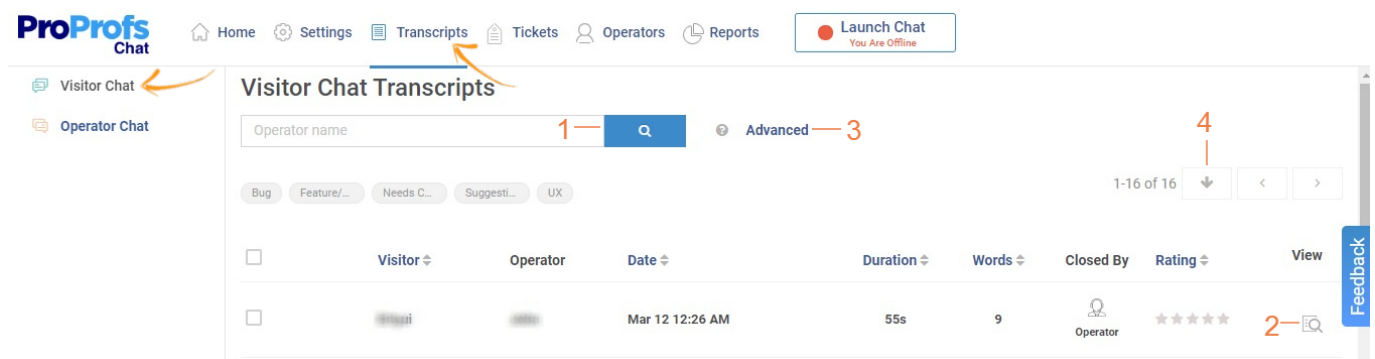 ProProfs
Chat
Home
Settings
Transcripts
Tickets
Operators
Reports
Launch Chat
You Are Offline
Visitor Chat
Operator Chat
Visitor Chat Transcripts
Operator name
1
Advanced
3
4
Bug
Feature/...
Needs C...
Suggesti...
UX
1-16 of 16
Visitor
Operator
Date
Duration
Words
Closed By
Rating
View
Mar 12 12:26 AM
55s
9
Operator
2
Feedback